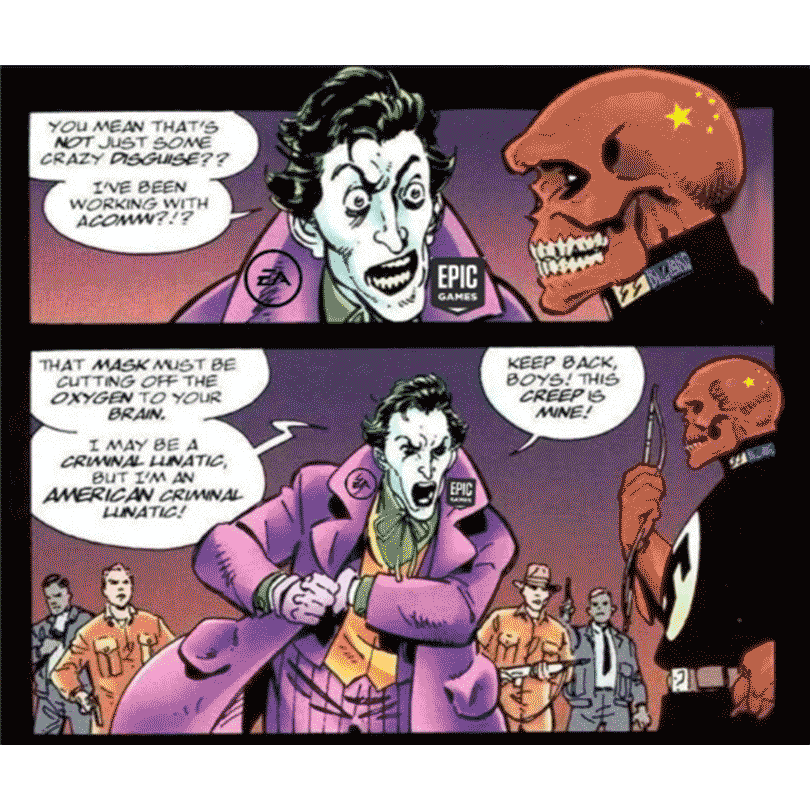 YOU MEAN THAT'S
NOT JUST SOME
CRAZY DISGUISE??
I'VE BEEN
WORKING WITH
A COMMI?!?
EA
EPIC
GAMES
THAT MASK MUST BE
CUTTING OFF THE
OXYGEN TO YOUR
BRAIN.
I MAY BE A
CRIMINAL LUNATIC,
BUT I'M AN
AMERICAN CRIMINAL
LUNATIC!
KEEP BACK,
BOYS! THIS
CREEP IS
MINE!
EA
EPIC
GAMES